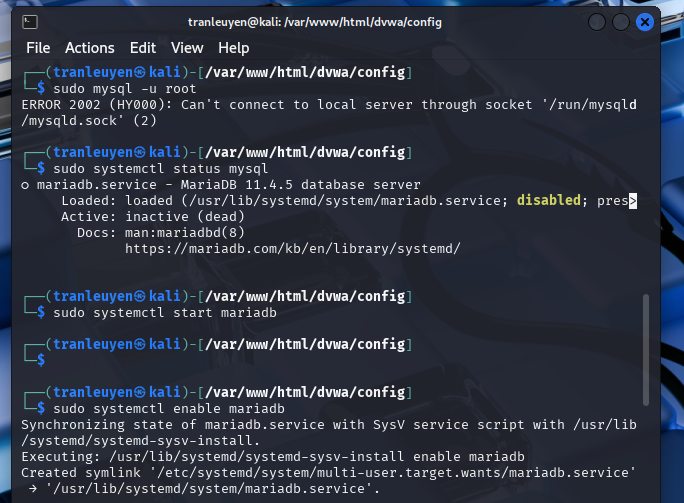 tranleuyen@kali: /var/www/html/dvwa/config
File Actions Edit View Help
┌──(tranleuyen㉿kali)-[/var/www/html/dvwa/config]
└─$ sudo mysql -u root
ERROR 2002 (HY000): Can't connect to local server through socket '/run/mysqld
/mysqld.sock' (2)
┌──(tranleuyen㉿kali)-[/var/www/html/dvwa/config]
└─$ sudo systemctl status mysql
○ mariadb.service - MariaDB 11.4.5 database server
Loaded: loaded (/usr/lib/systemd/system/mariadb.service; disabled; pres>
Active: inactive (dead)
Docs: man:mariadbd(8)
https://mariadb.com/kb/en/library/systemd/
┌──(tranleuyen㉿kali)-[/var/www/html/dvwa/config]
└─$ sudo systemctl start mariadb
┌──(tranleuyen㉿kali)-[/var/www/html/dvwa/config]
└─$
┌──(tranleuyen㉿kali)-[/var/www/html/dvwa/config]
└─$ sudo systemctl enable mariadb
Synchronizing state of mariadb.service with SysV service script with /usr/lib
/systemd/systemd-sysv-install.
Executing: /usr/lib/systemd/systemd-sysv-install enable mariadb
Created symlink '/etc/systemd/system/multi-user.target.wants/mariadb.service'
→ '/usr/lib/systemd/system/mariadb.service'.